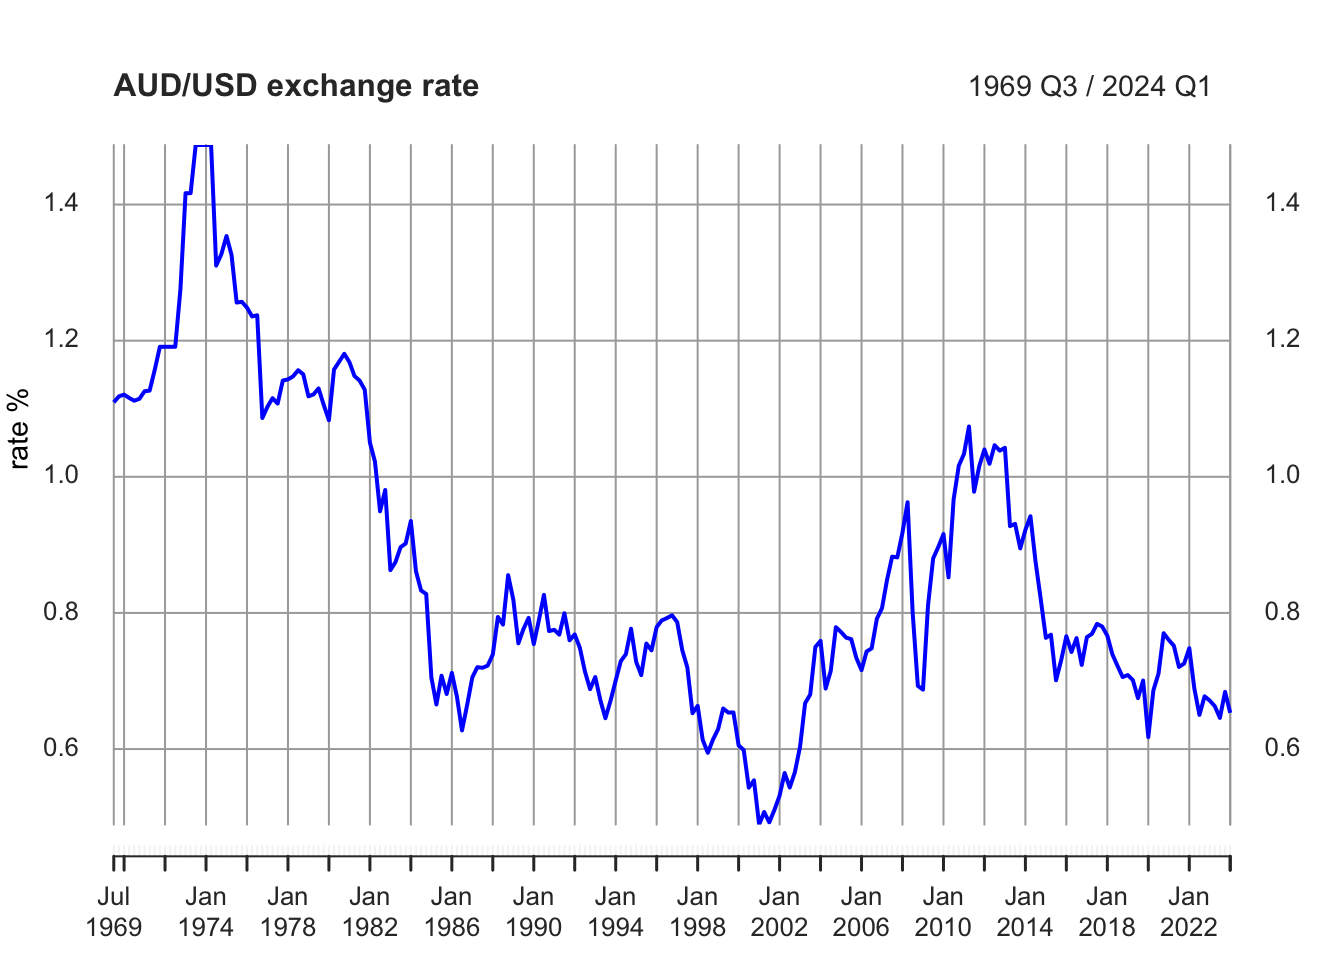 AUD/USD exchange rate 1969 Q3 / 2024 Q1
1.4 1.4
1.2 1.2
rate %
1.0 1.0
0.8 0.8
0.6 0.6
Jul Jan Jan Jan Jan Jan Jan Jan Jan Jan Jan Jan Jan Jan
1969 1974 1978 1982 1986 1990 1994 1998 2002 2006 2010 2014 2018 2022